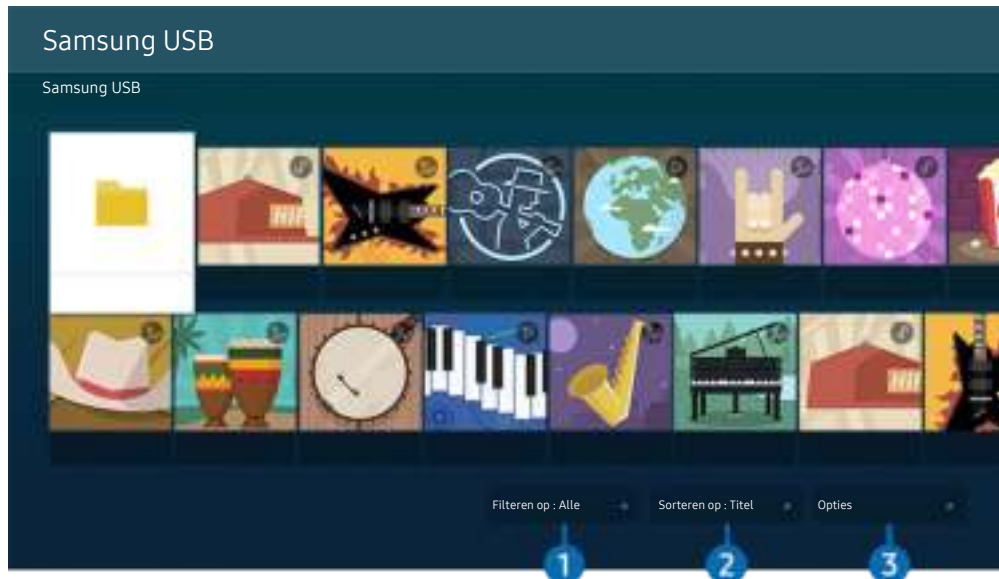 Samsung USB
Samsung USB
Filteren op : Alle
Sorteren op : Titel
Opties
1
2
3